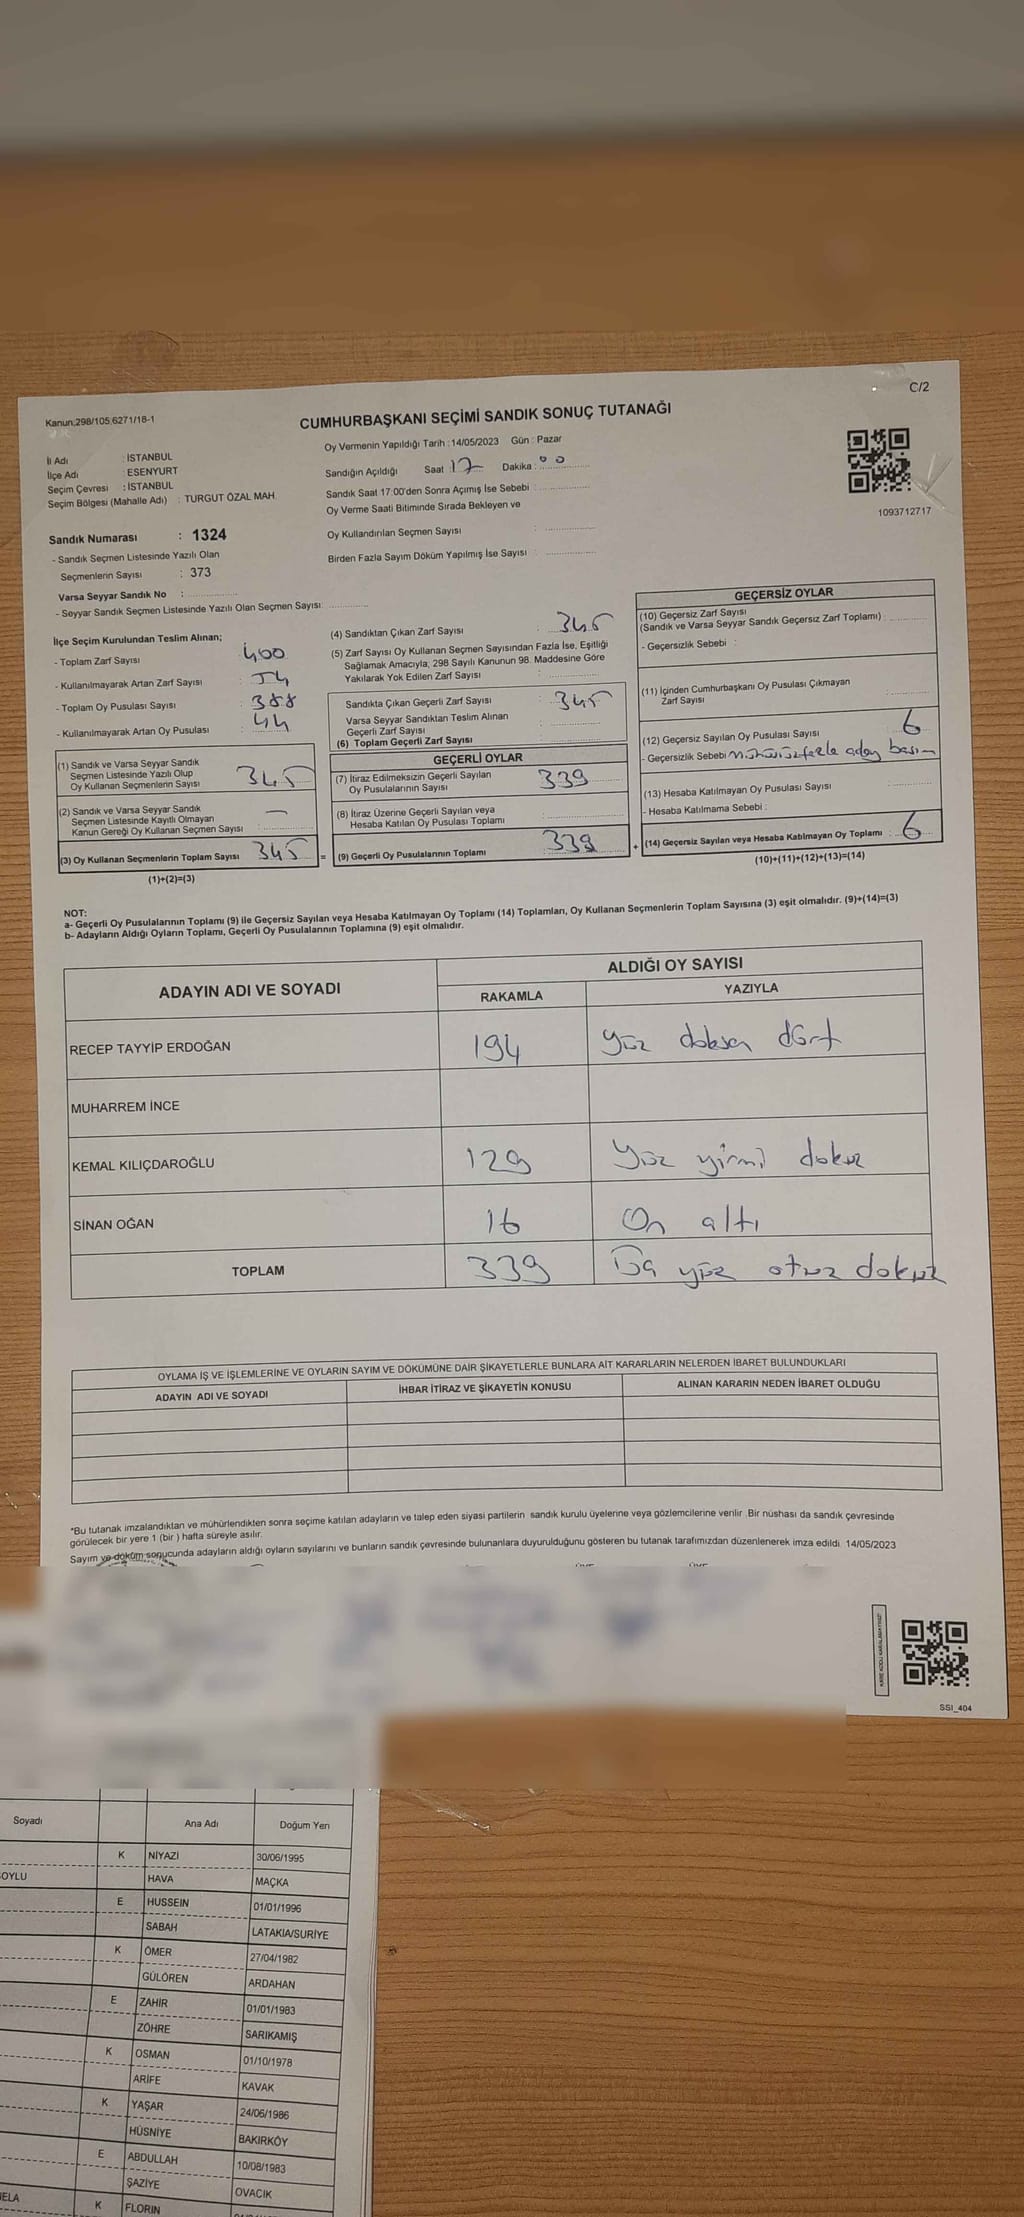 C/2
Kanun.298/105.6271/18-1
CUMHURBAŞKANI SEÇİMİ SANDIK SONUÇ TUTANAĞI
İl Adı : İSTANBUL
İlçe Adı : ESENYURT
Seçim Çevresi : İSTANBUL
Seçim Bölgesi (Mahalle Adı) : TURGUT ÖZAL MAH.
Oy Vermenin Yapıldığı Tarih : 14/05/2023 Gün : Pazar
Sandığın Açıldığı Saat 17 Dakika : 00
Sandık Saat 17:00'den Sonra Açımış İse Sebebi :
Oy Verme Saati Bitiminde Sırada Bekleyen ve
Oy Kullandırılan Seçmen Sayısı :
Birden Fazla Sayım Döküm Yapılmış İse Sayısı :
1093712717
Sandık Numarası : 1324
- Sandık Seçmen Listesinde Yazılı Olan
Seçmenlerin Sayısı : 373
Varsa Seyyar Sandık No :
- Seyyar Sandık Seçmen Listesinde Yazılı Olan Seçmen Sayısı:
İlçe Seçim Kurulundan Teslim Alınan;
- Toplam Zarf Sayısı : 400
- Kullanılmayarak Artan Zarf Sayısı : 54
- Toplam Oy Pusulası Sayısı : 388
- Kullanılmayarak Artan Oy Pusulası : 44
(1) Sandık ve Varsa Seyyar Sandık
Seçmen Listesinde Yazılı Olup
Oy Kullanan Seçmenlerin Sayısı : 345
(2) Sandık ve Varsa Seyyar Sandık
Seçmen Listesinde Kayıtlı Olmayan
Kanun Gereği Oy Kullanan Seçmen Sayısı : —
(3) Oy Kullanan Seçmenlerin Toplam Sayısı : 345 =
(1)+(2)=(3)
(4) Sandıktan Çıkan Zarf Sayısı : 345
(5) Zarf Sayısı Oy Kullanan Seçmen Sayısından Fazla İse, Eşitliği
Sağlamak Amacıyla; 298 Sayılı Kanunun 98. Maddesine Göre
Yakılarak Yok Edilen Zarf Sayısı :
Sandıkta Çıkan Geçerli Zarf Sayısı : 345
Varsa Seyyar Sandıktan Teslim Alınan
Geçerli Zarf Sayısı :
(6) Toplam Geçerli Zarf Sayısı :
GEÇERLİ OYLAR
(7) İtiraz Edilmeksizin Geçerli Sayılan
Oy Pusulalarının Sayısı : 339
(8) İtiraz Üzerine Geçerli Sayılan veya
Hesaba Katılan Oy Pusulası Toplamı :
(9) Geçerli Oy Pusulalarının Toplamı : 339 +
GEÇERSİZ OYLAR
(10) Geçersiz Zarf Sayısı
(Sandık ve Varsa Seyyar Sandık Geçersiz Zarf Toplamı) :
- Geçersizlik Sebebi :
(11) İçinden Cumhurbaşkanı Oy Pusulası Çıkmayan
Zarf Sayısı :
(12) Geçersiz Sayılan Oy Pusulası Sayısı : 6
- Geçersizlik Sebebi
(13) Hesaba Katılmayan Oy Pusulası Sayısı :
- Hesaba Katılmama Sebebi :
(14) Geçersiz Sayılan veya Hesaba Katılmayan Oy Toplamı : 6
(10)+(11)+(12)+(13)=(14)
NOT:
a- Geçerli Oy Pusulalarının Toplamı (9) ile Geçersiz Sayılan veya Hesaba Katılmayan Oy Toplamı (14) Toplamları, Oy Kullanan Seçmenlerin Toplam Sayısına (3) eşit olmalıdır. (9)+(14)=(3)
b- Adayların Aldığı Oyların Toplamı, Geçerli Oy Pusulalarının Toplamına (9) eşit olmalıdır.
ADAYIN ADI VE SOYADI
ALDIĞI OY SAYISI
RAKAMLA YAZIYLA
RECEP TAYYİP ERDOĞAN 194 yüz doksan dört
MUHARREM İNCE
KEMAL KILIÇDAROĞLU 129 yüz yirmi dokuz
SİNAN OĞAN 16 On altı
TOPLAM 339 yüz otuz dokuz
OYLAMA İŞ VE İŞLEMLERİNE VE OYLARIN SAYIM VE DÖKÜMÜNE DAİR ŞİKAYETLERLE BUNLARA AİT KARARLARIN NELERDEN İBARET BULUNDUKLARI
ADAYIN ADI VE SOYADI İHBAR İTİRAZ VE ŞİKAYETİN KONUSU ALINAN KARARIN NEDEN İBARET OLDUĞU
*Bu tutanak imzalandıktan ve mühürlendikten sonra seçime katılan adayların ve talep eden siyasi partilerin sandık kurulu üyelerine veya gözlemcilerine verilir. Bir nüshası da sandık çevresinde
görülecek bir yere 1 (bir) hafta süreyle asılır.
Sayım ve döküm sonucunda adayların aldığı oyların sayılarını ve bunların sandık çevresinde bulunanlara duyurulduğunu gösteren bu tutanak tarafımızdan düzenlenerek imza edildi. 14/05/2023
SSI_404
Soyadı Ana Adı Doğum Yeri
K NİYAZİ 30/06/1995
SOYLU HAVA MAÇKA
E HUSSEIN 01/01/1996
SABAH LATAKIA/SURİYE
K ÖMER 27/04/1982
GÜLÖREN ARDAHAN
E ZAHİR 01/01/1983
ZÖHRE SARIKAMIŞ
K OSMAN 01/10/1978
ARİFE KAVAK
K YAŞAR 24/06/1986
HÜSNİYE BAKIRKÖY
E ABDULLAH 10/08/1983
ŞAZİYE OVACIK
K FLORIN